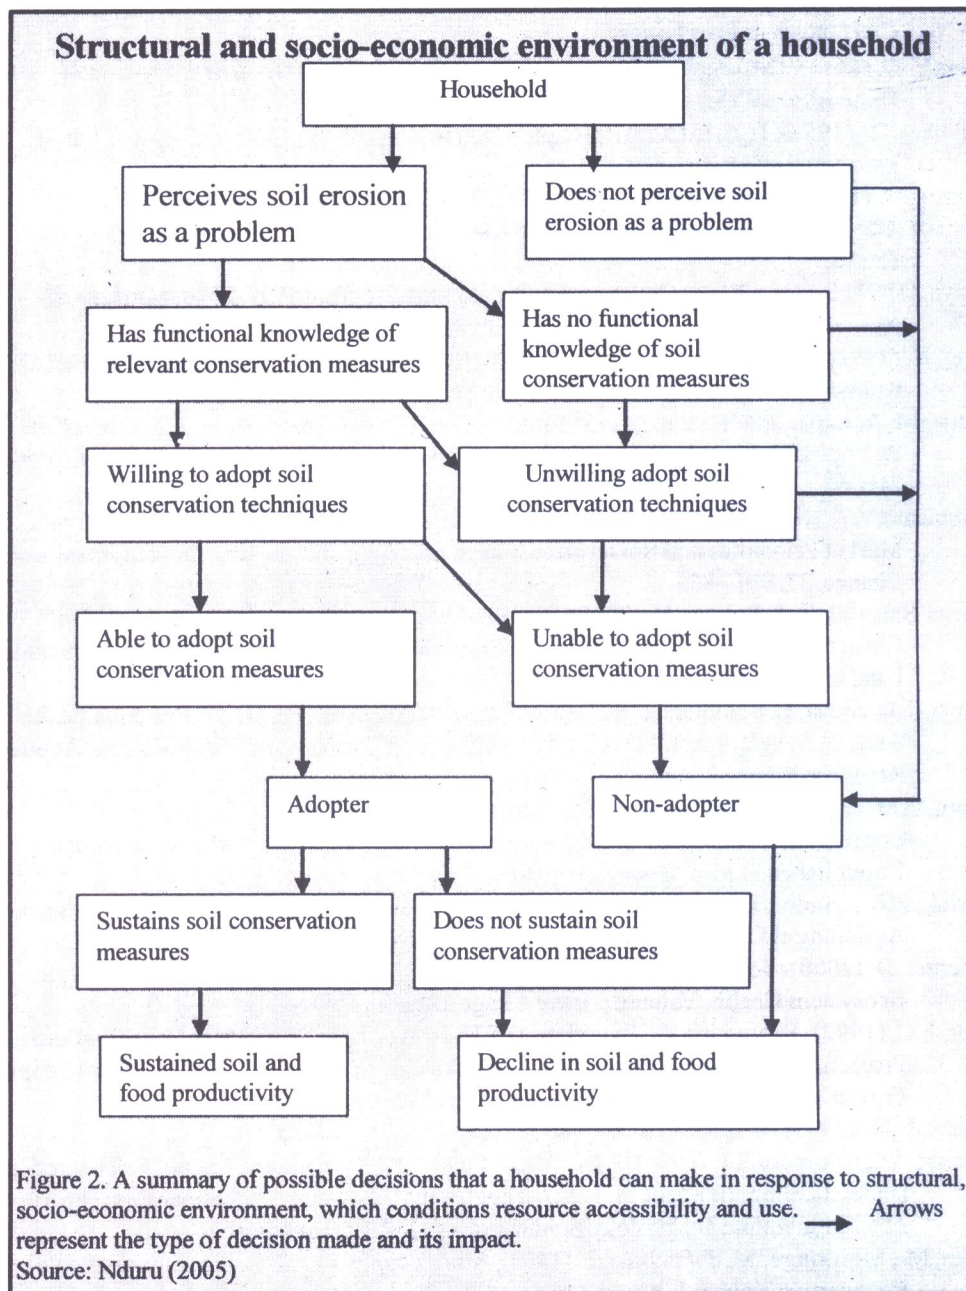 Structural and socio-economic environment of a household
Household
Perceives soil erosion
as a problem
Does not perceive soil
erosion as a problem
Has functional knowledge of
relevant conservation measures
Has no functional
knowledge of soil
conservation measures
Willing to adopt soil
conservation techniques
Unwilling adopt soil
conservation techniques
Able to adopt soil
conservation measures
Unable to adopt soil
conservation measures
Adopter
Non-adopter
Sustains soil conservation
measures
Does not sustain soil
conservation measures
Sustained soil and
food productivity
Decline in soil and food
productivity
Figure 2. A summary of possible decisions that a household can make in response to structural,
socio-economic environment, which conditions resource accessibility and use. Arrows
represent the type of decision made and its impact.
Source: Nduru (2005)